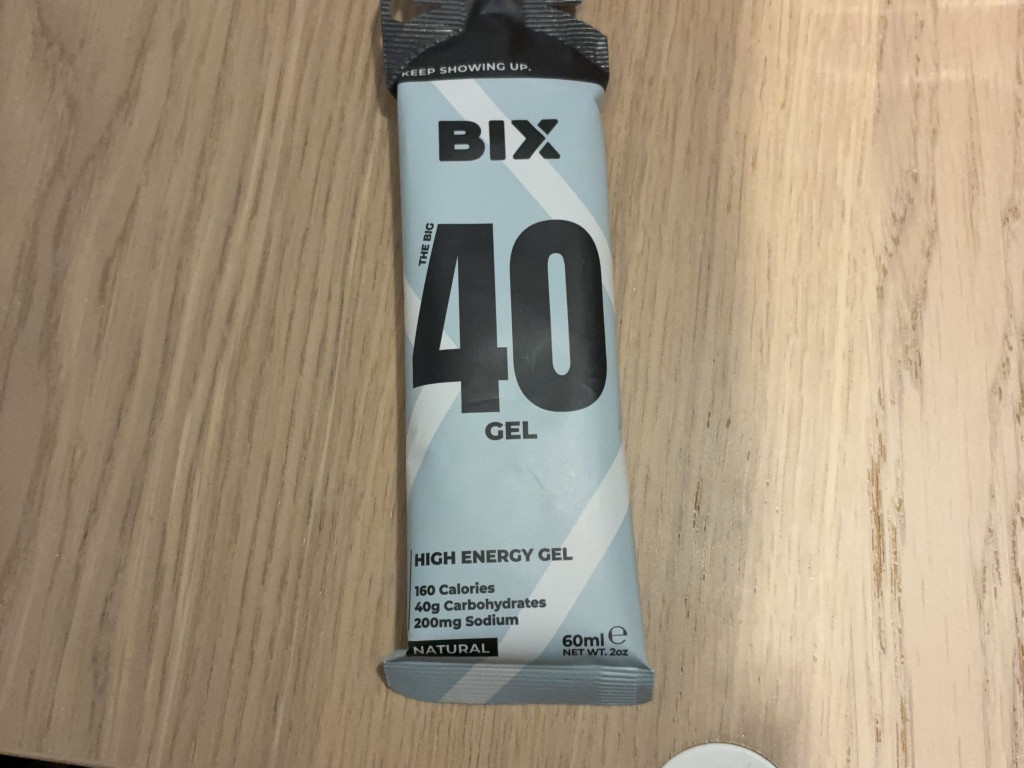 KEEP SHOWING UP.
BIX
THE BIG
40
GEL
HIGH ENERGY GEL
160 Calories
40g Carbohydrates
200mg Sodium
NATURAL
60ml ℮
NET WT. 2oz